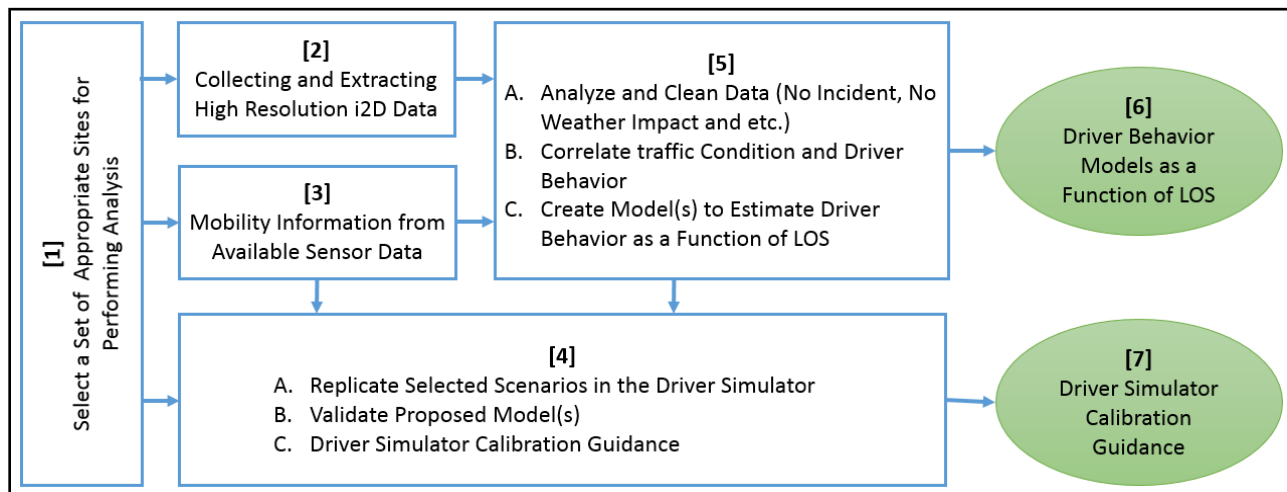 [1]
Select a Set of Appropriate Sites for
Performing Analysis
[2]
Collecting and Extracting
High Resolution i2D Data
[3]
Mobility Information from
Available Sensor Data
[5]
A. Analyze and Clean Data (No Incident, No
Weather Impact and etc.)
B. Correlate traffic Condition and Driver
Behavior
C. Create Model(s) to Estimate Driver
Behavior as a Function of LOS
[6]
Driver Behavior
Models as a
Function of LOS
[4]
A. Replicate Selected Scenarios in the Driver Simulator
B. Validate Proposed Model(s)
C. Driver Simulator Calibration Guidance
[7]
Driver Simulator
Calibration
Guidance